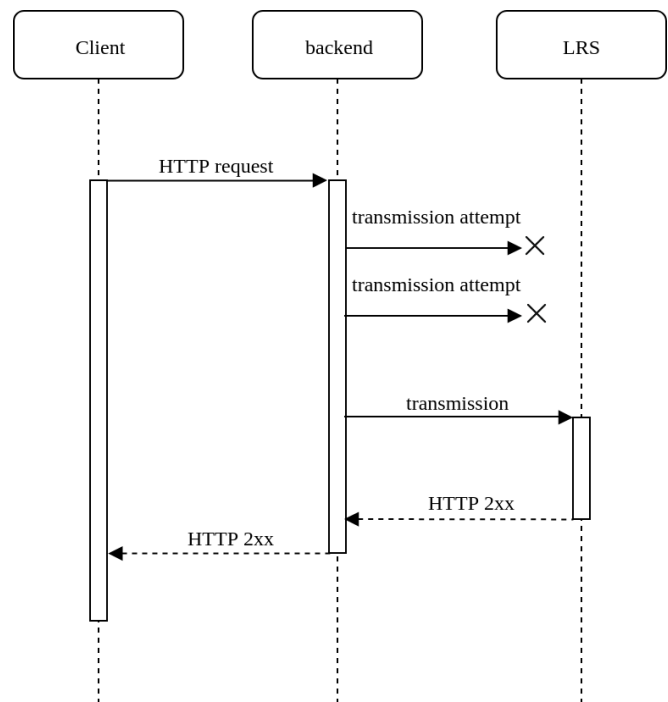 Client
backend
LRS
HTTP request
transmission attempt
transmission attempt
transmission
HTTP 2xx
HTTP 2xx